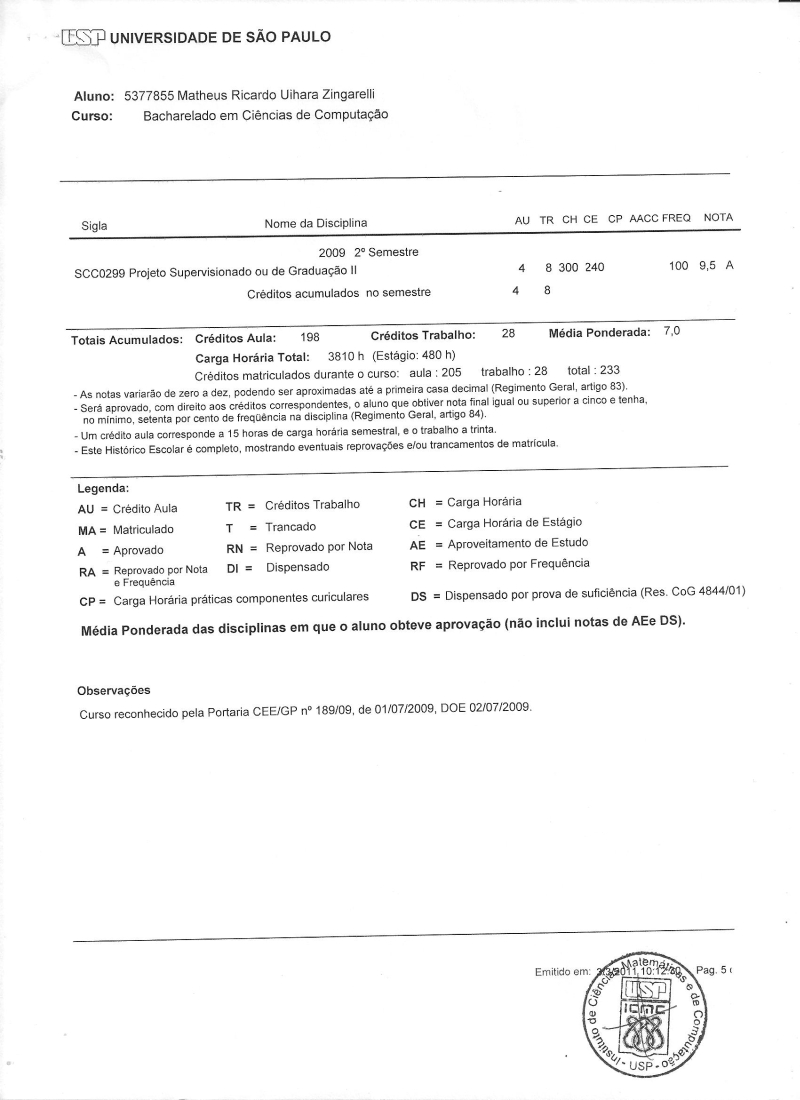 USP UNIVERSIDADE DE SÃO PAULO
Aluno: 5377855 Matheus Ricardo Uihara Zingarelli
Curso: Bacharelado em Ciências de Computação
Sigla Nome da Disciplina AU TR CH CE CP AACC FREQ NOTA
2009 2º Semestre
SCC0299 Projeto Supervisionado ou de Graduação II 4 8 300 240 100 9,5 A
Créditos acumulados no semestre 4 8
Totais Acumulados: Créditos Aula: 198 Créditos Trabalho: 28 Média Ponderada: 7,0
Carga Horária Total: 3810 h (Estágio: 480 h)
Créditos matriculados durante o curso: aula : 205 trabalho : 28 total : 233
- As notas variarão de zero a dez, podendo ser aproximadas até a primeira casa decimal (Regimento Geral, artigo 83).
- Será aprovado, com direito aos créditos correspondentes, o aluno que obtiver nota final igual ou superior a cinco e tenha,
no mínimo, setenta por cento de freqüência na disciplina (Regimento Geral, artigo 84).
- Um crédito aula corresponde a 15 horas de carga horária semestral, e o trabalho a trinta.
- Este Histórico Escolar é completo, mostrando eventuais reprovações e/ou trancamentos de matrícula.
Legenda:
AU = Crédito Aula TR = Créditos Trabalho CH = Carga Horária
MA = Matriculado T = Trancado CE = Carga Horária de Estágio
A = Aprovado RN = Reprovado por Nota AE = Aproveitamento de Estudo
RA = Reprovado por Nota DI = Dispensado RF = Reprovado por Frequência
e Frequência
CP = Carga Horária práticas componentes curiculares DS = Dispensado por prova de suficiência (Res. CoG 4844/01)
Média Ponderada das disciplinas em que o aluno obteve aprovação (não inclui notas de AEe DS).
Observações
Curso reconhecido pela Portaria CEE/GP nº 189/09, de 01/07/2009, DOE 02/07/2009.
Emitido em: 2011, 10:12: Pag. 5
Instituto de Ciências Matemáticas e de Computação - USP -
USP
icmc